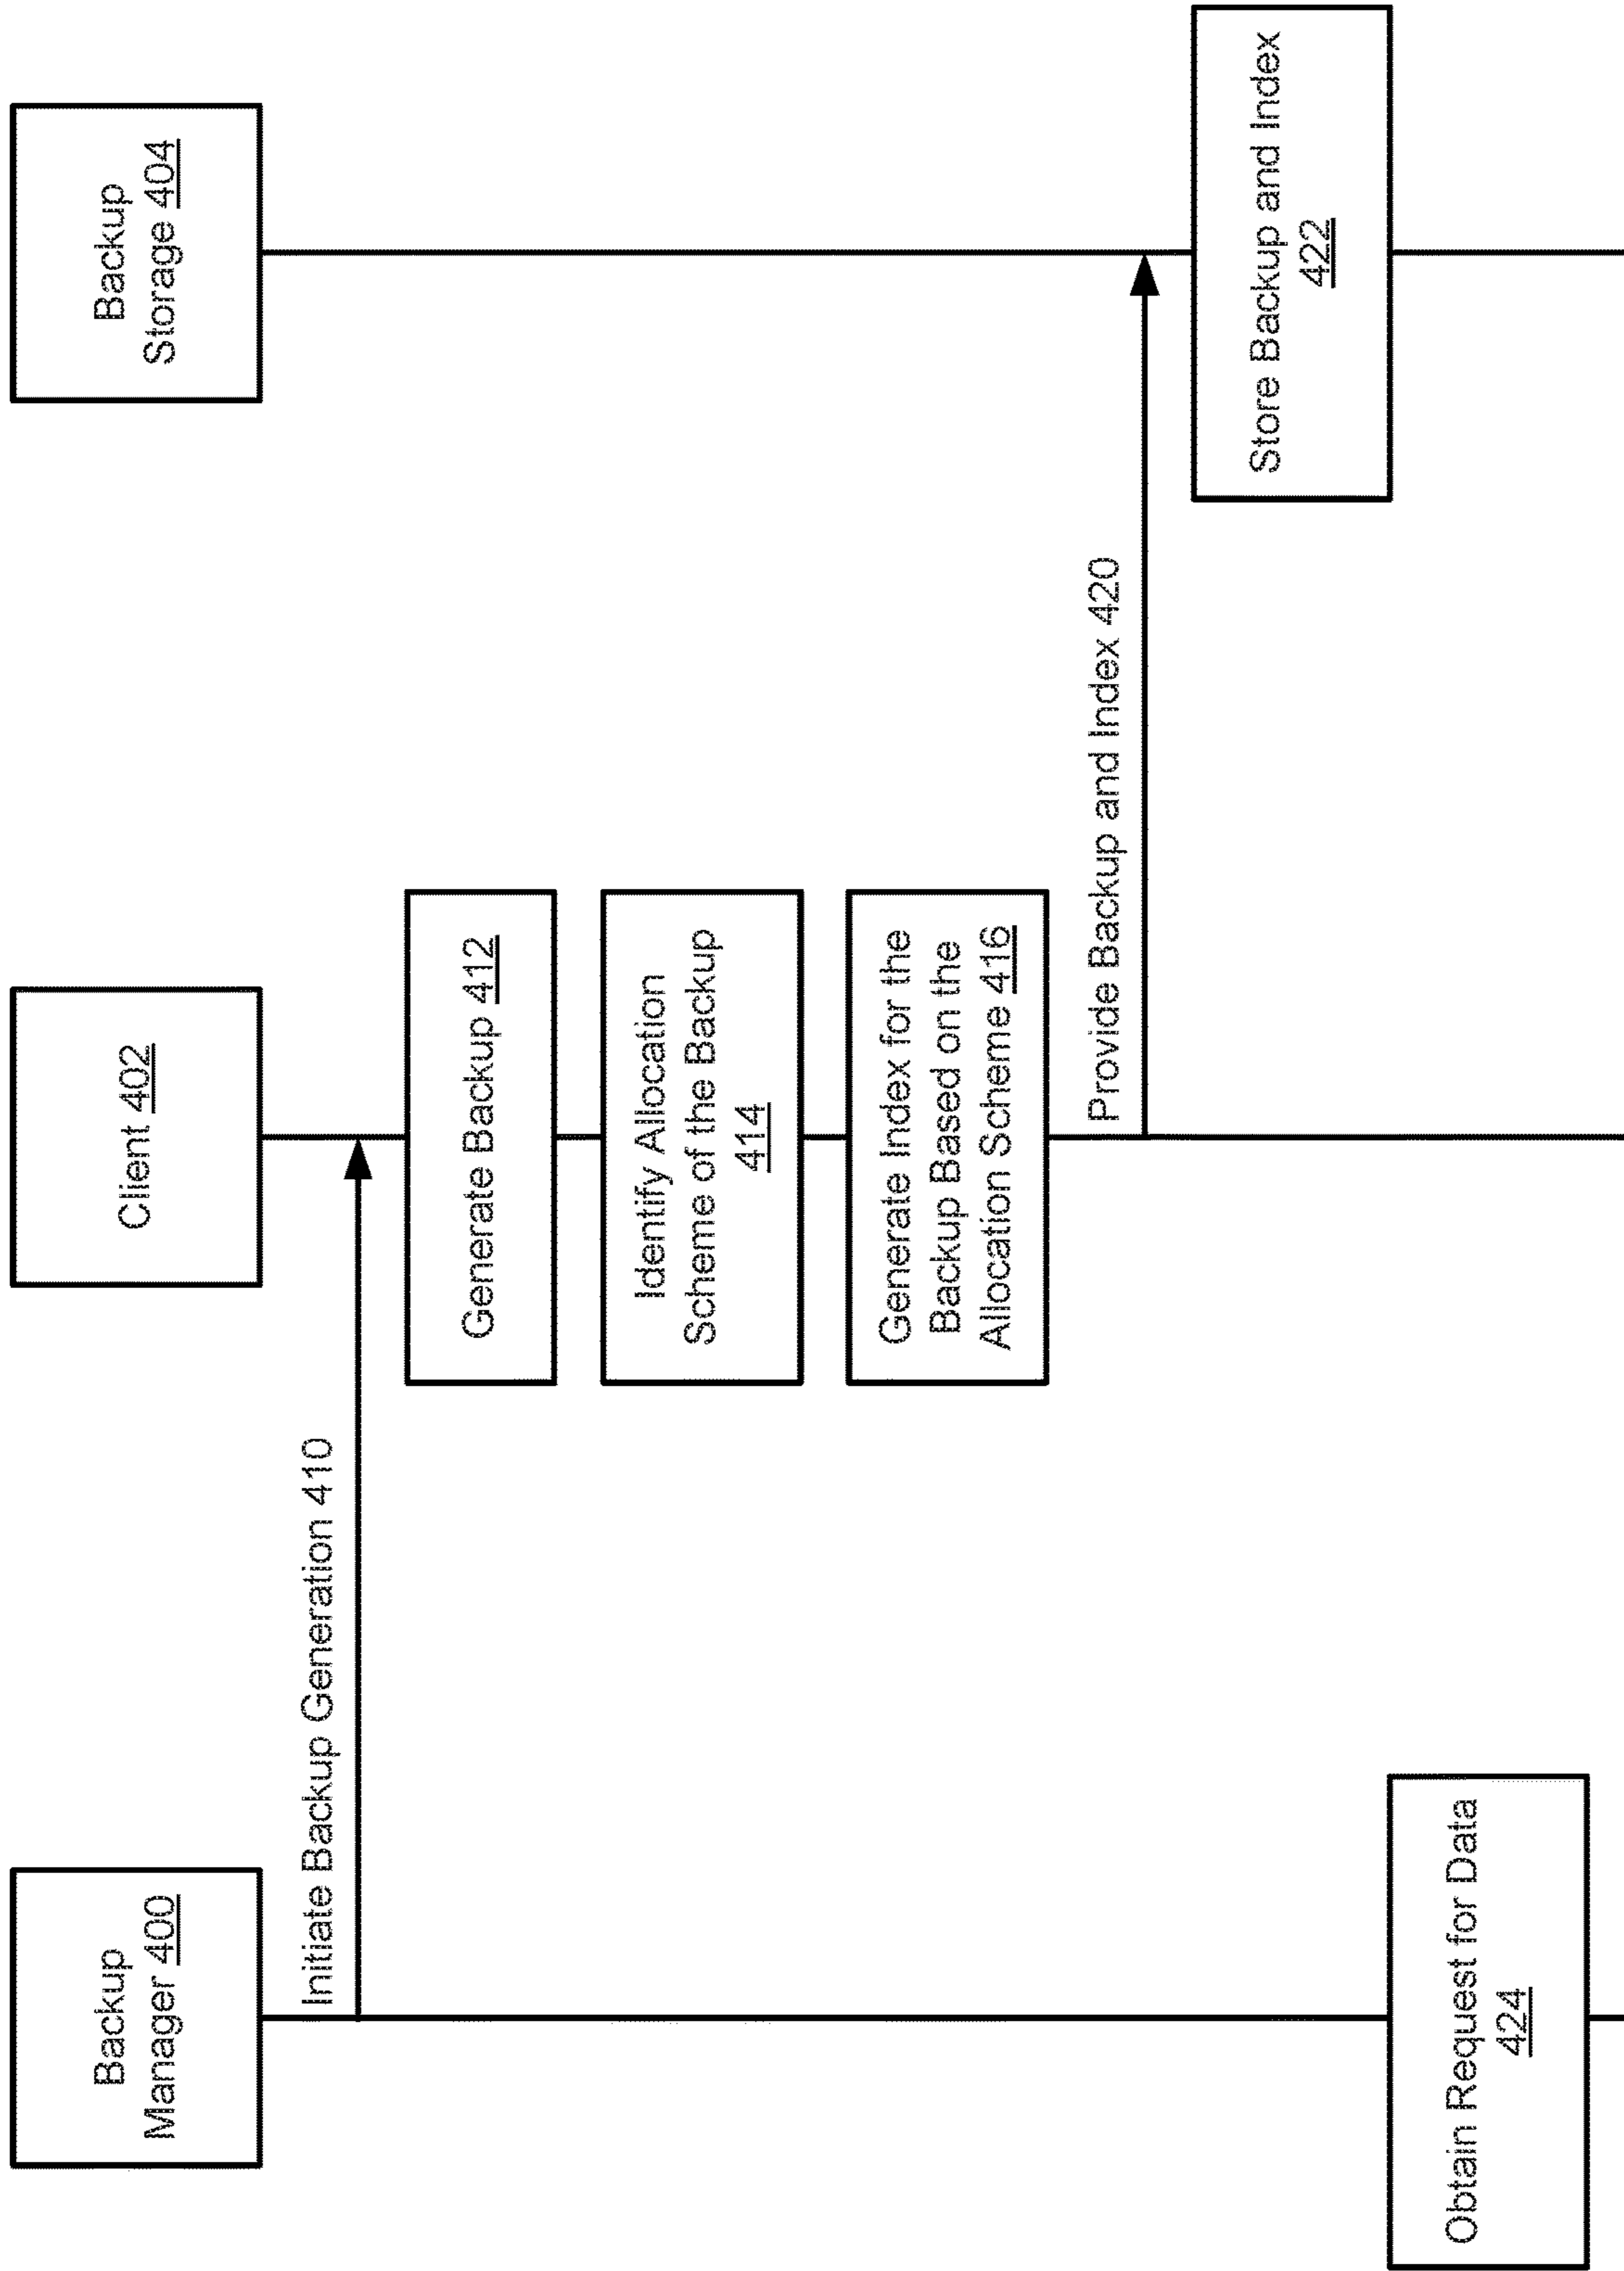 Backup
Manager 400
Client 402
Backup
Storage 404
Initiate Backup Generation 410
Generate Backup 412
Identify Allocation
Scheme of the Backup
414
Generate Index for the
Backup Based on the
Allocation Scheme 416
Provide Backup and Index 420
Store Backup and Index
422
Obtain Request for Data
424